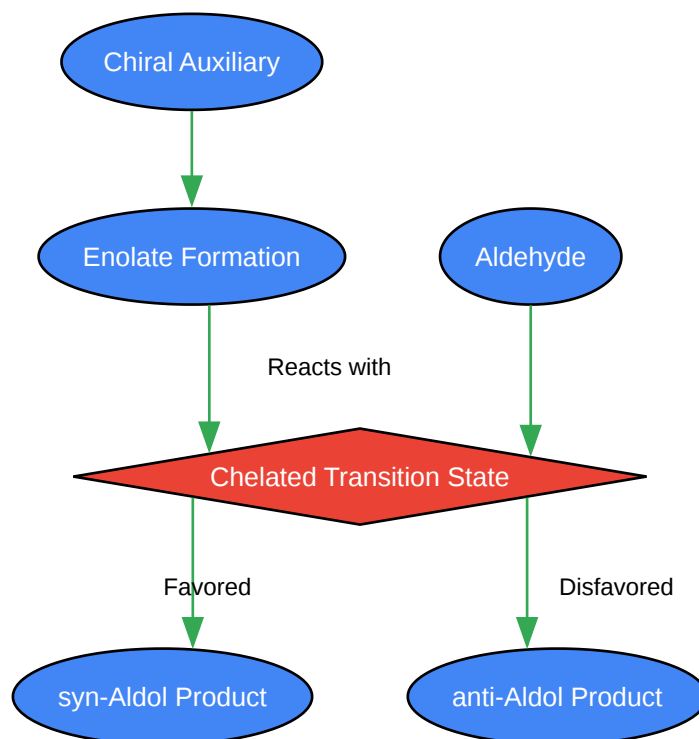 Chiral Auxiliary
Enolate Formation
Aldehyde
Reacts with
Chelated Transition State
Favored
Disfavored
syn-Aldol Product
anti-Aldol Product